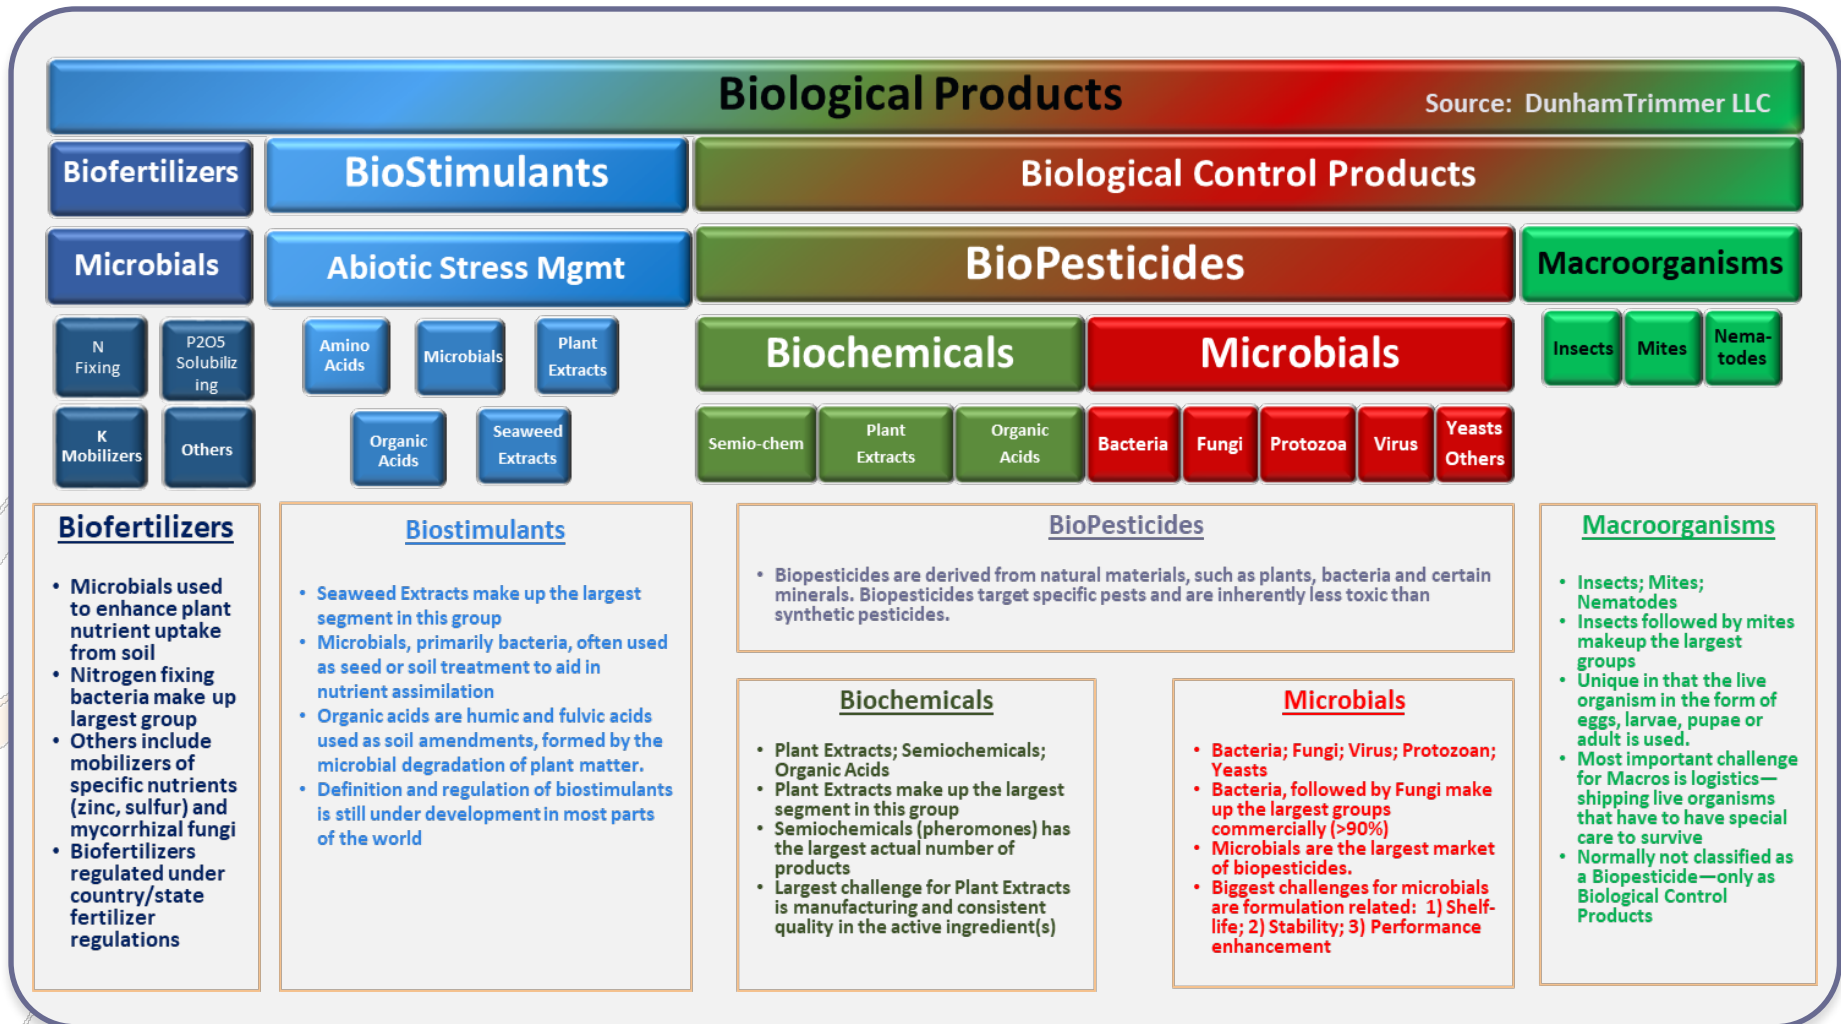 Biological Products
Source: DunhamTrimmer LLC
Biofertilizers
BioStimulants
Biological Control Products
Microbials
Abiotic Stress Mgmt
BioPesticides
Macroorganisms
N
Fixing
P2O5
Solubiliz
ing
K
Mobilizers
Others
Amino
Acids
Microbials
Plant
Extracts
Organic
Acids
Seaweed
Extracts
Biochemicals
Microbials
Semio-chem
Plant
Extracts
Organic
Acids
Bacteria
Fungi
Protozoa
Virus
Yeasts
Others
Insects
Mites
Nema-
todes
Biofertilizers
• Microbials used
to enhance plant
nutrient uptake
from soil
• Nitrogen fixing
bacteria make up
largest group
• Others include
mobilizers of
specific nutrients
(zinc, sulfur) and
mycorrhizal fungi
• Biofertilizers
regulated under
country/state
fertilizer
regulations
Biostimulants
• Seaweed Extracts make up the largest
segment in this group
• Microbials, primarily bacteria, often used
as seed or soil treatment to aid in
nutrient assimilation
• Organic acids are humic and fulvic acids
used as soil amendments, formed by the
microbial degradation of plant matter.
• Definition and regulation of biostimulants
is still under development in most parts
of the world
BioPesticides
• Biopesticides are derived from natural materials, such as plants, bacteria and certain
minerals. Biopesticides target specific pests and are inherently less toxic than
synthetic pesticides.
Biochemicals
• Plant Extracts; Semiochemicals;
Organic Acids
• Plant Extracts make up the largest
segment in this group
• Semiochemicals (pheromones) has
the largest actual number of
products
• Largest challenge for Plant Extracts
is manufacturing and consistent
quality in the active ingredient(s)
Microbials
• Bacteria; Fungi; Virus; Protozoan;
Yeasts
• Bacteria, followed by Fungi make
up the largest groups
commercially (>90%)
• Microbials are the largest market
of biopesticides.
• Biggest challenges for microbials
are formulation related: 1) Shelf-
life; 2) Stability; 3) Performance
enhancement
Macroorganisms
• Insects; Mites;
Nematodes
• Insects followed by mites
makeup the largest
groups
• Unique in that the live
organism in the form of
eggs, larvae, pupae or
adult is used.
• Most important challenge
for Macros is logistics—
shipping live organisms
that have to have special
care to survive
• Normally not classified as
a Biopesticide—only as
Biological Control
Products